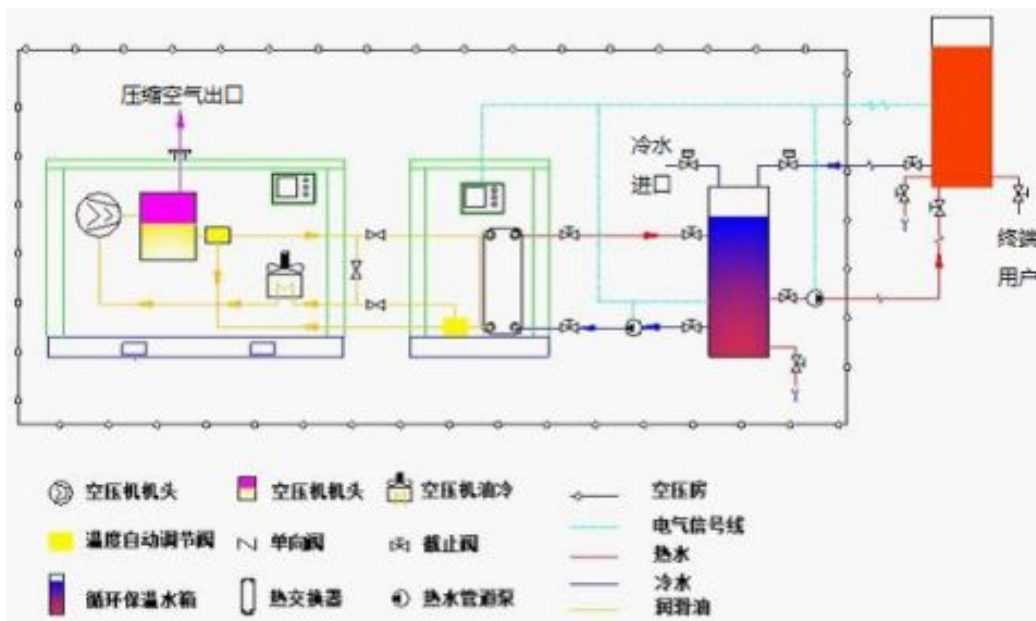 压缩空气出口
冷水
进口
终端
用户
空压机机头
空压机机头
空压机油冷
空压房
电气信号线
温度自动调节阀
单向阀
截止阀
热水
冷水
循环保温水箱
热交换器
热水管道泵
润滑油